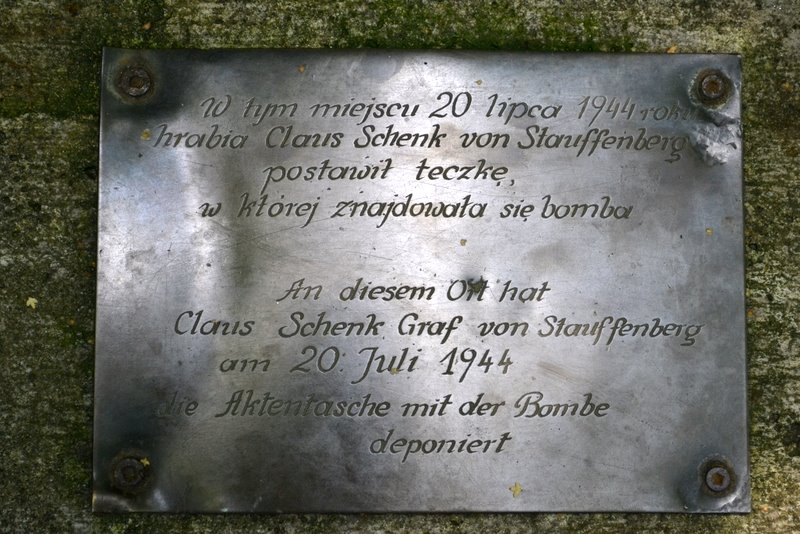 W tym miejscu 20 lipca 1944 roku
hrabia Claus Schenk von Stauffenberg
postawił teczkę,
w której znajdowała się bomba
An diesem Ort hat
Claus Schenk Graf von Stauffenberg
am 20. Juli 1944
die Aktentasche mit der Bombe
deponiert